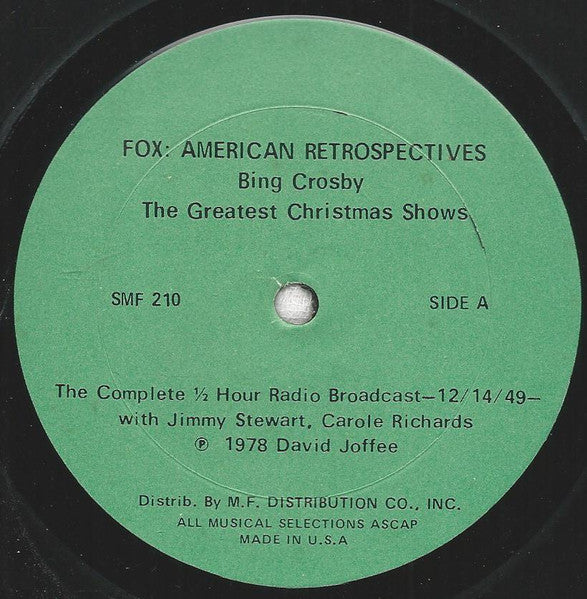 FOX: AMERICAN RETROSPECTIVES
Bing Crosby
The Greatest Christmas Shows
SMF 210
SIDE A
The Complete ½ Hour Radio Broadcast—12/14/49—
with Jimmy Stewart, Carole Richards
℗ 1978 David Joffee
Distrib. By M.F. DISTRIBUTION CO., INC.
ALL MUSICAL SELECTIONS ASCAP
MADE IN U.S.A